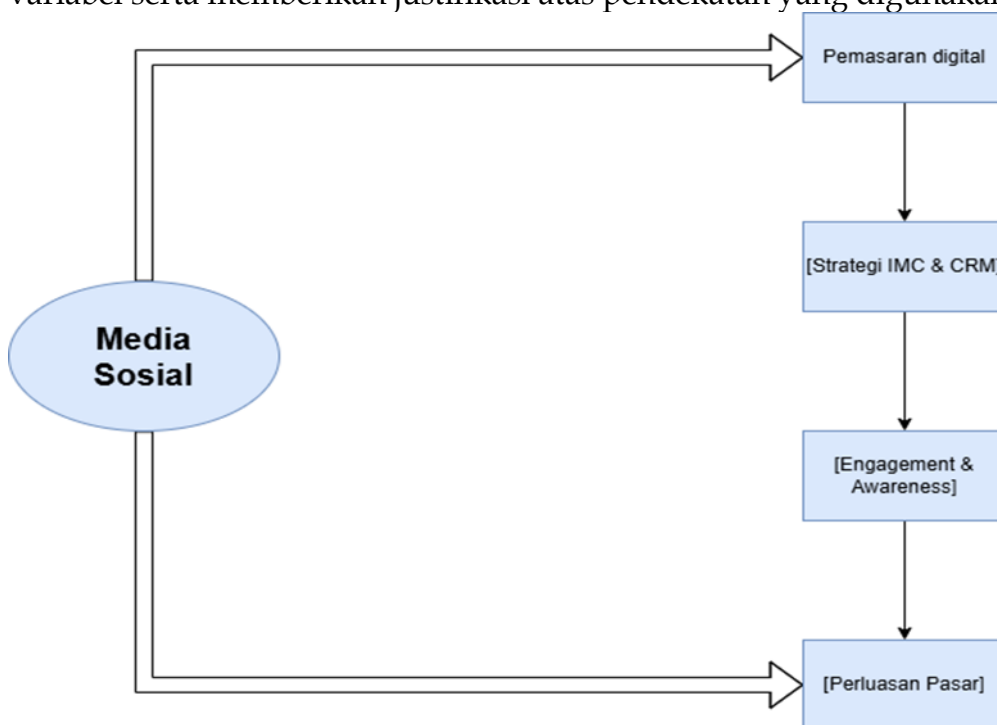 variabel serta memberikan justifikasi atas pendekatan yang digunakan
Pemasaran digital
[Strategi IMC & CRM]
Media
Sosial
[Engagement &
Awareness]
[Perluasan Pasar]